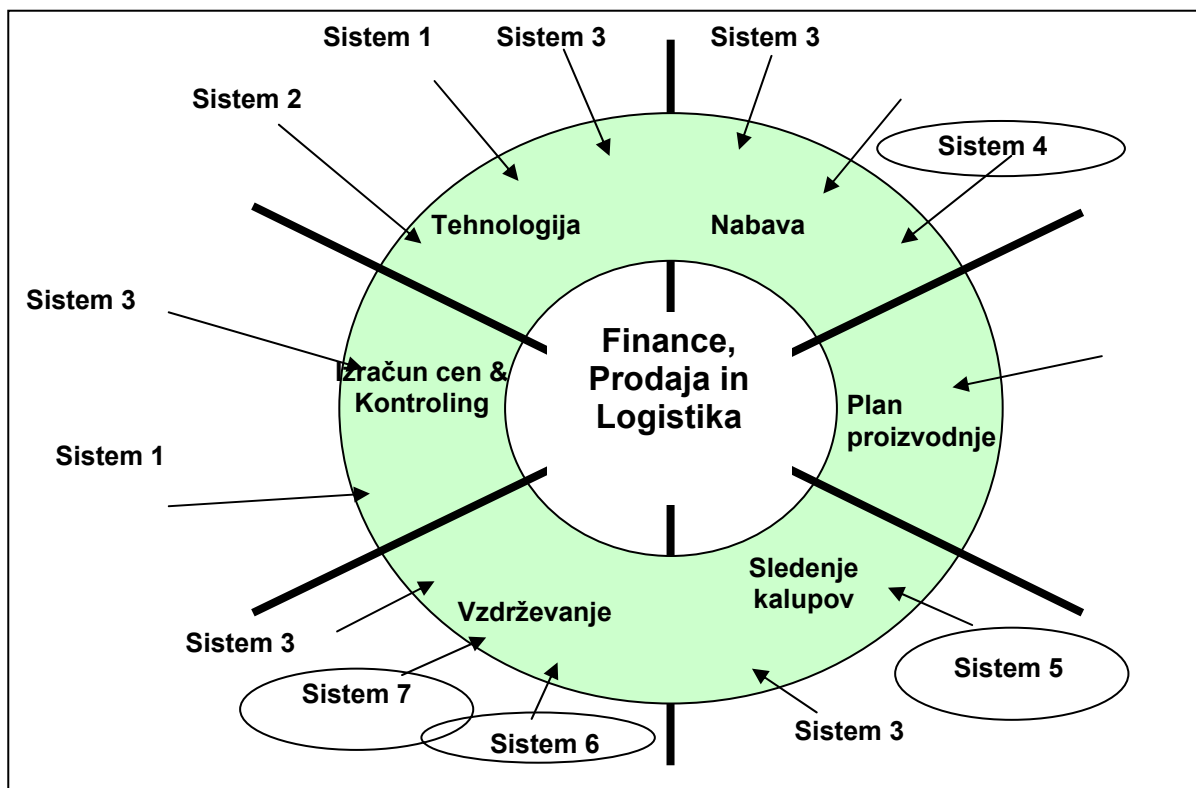 Sistem 1
Sistem 3
Sistem 3
Sistem 2
Sistem 4
Tehnologija
Nabava
Sistem 3
Finance,
Prodaja in
Logistika
Izračun cen &
Kontroling
Plan
proizvodnje
Sistem 1
Sledenje
kalupov
Vzdrževanje
Sistem 3
Sistem 7
Sistem 5
Sistem 6
Sistem 3